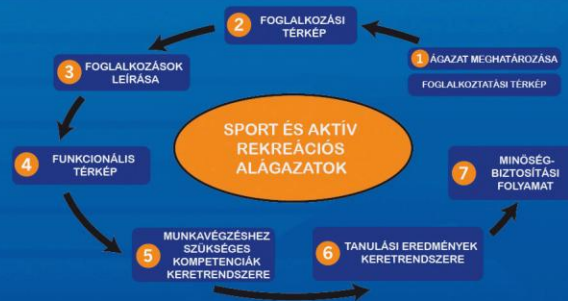 1 ÁGAZAT MEGHATÁROZÁSA
FOGLALKOZTATÁSI TÉRKÉP
2 FOGLALKOZÁSI
TÉRKÉP
3 FOGLALKOZÁSOK
LEÍRÁSA
4 FUNKCIONÁLIS
TÉRKÉP
5 MUNKAVÉGZÉSHEZ
SZÜKSÉGES
KOMPETENCIÁK
KERETRENDSZERE
6 TANULÁSI EREDMÉNYEK
KERETRENDSZERE
7 MINŐSÉG-
BIZTOSÍTÁSI
FOLYAMAT
SPORT ÉS AKTÍV
REKREÁCIÓS
ALÁGAZATOK